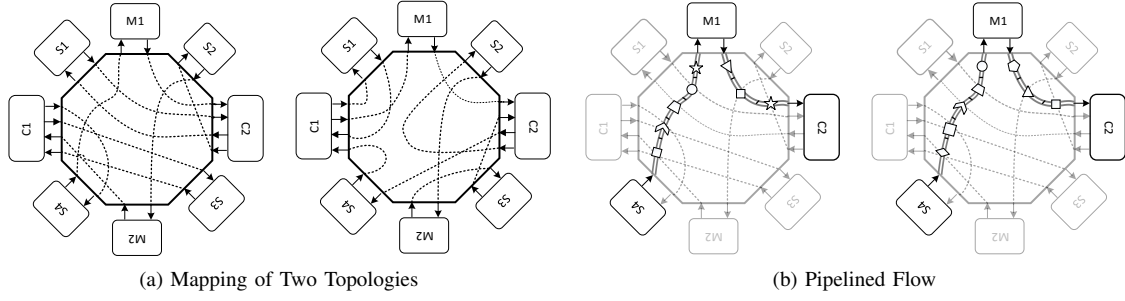 M1 M1 M1 M1
S1 S2 S1 S2 S1 S2 S1 S2
C1 C2 C1 C2 C1 C2 C1 C2
S4 S3 S4 S3 S4 S3 S4 S3
M2 M2 M2 M2
(a) Mapping of Two Topologies (b) Pipelined Flow